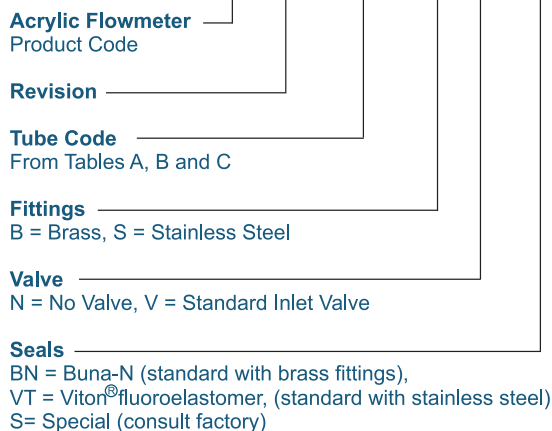 Acrylic Flowmeter
Product Code
Revision
Tube Code
From Tables A, B and C
Fittings
B = Brass, S = Stainless Steel
Valve
N = No Valve, V = Standard Inlet Valve
Seals
BN = Buna-N (standard with brass fittings),
VT = Viton®fluoroelastomer, (standard with stainless steel)
S= Special (consult factory)